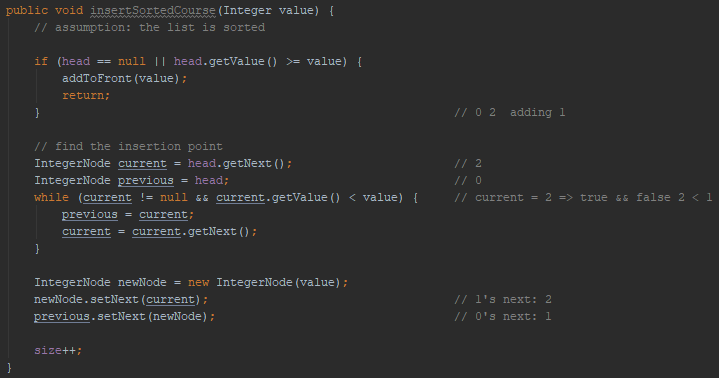 public void insertSortedCourse(Integer value) {
// assumption: the list is sorted
if (head == null || head.getValue() >= value) {
addToFront(value);
return;
} // 0 2  adding 1
// find the insertion point
IntegerNode current = head.getNext(); // 2
IntegerNode previous = head; // 0
while (current != null && current.getValue() < value) { // current = 2 => true && false 2 < 1
previous = current;
current = current.getNext();
}
IntegerNode newNode = new IntegerNode(value);
newNode.setNext(current); // 1's next: 2
previous.setNext(newNode); // 0's next: 1
size++;
}